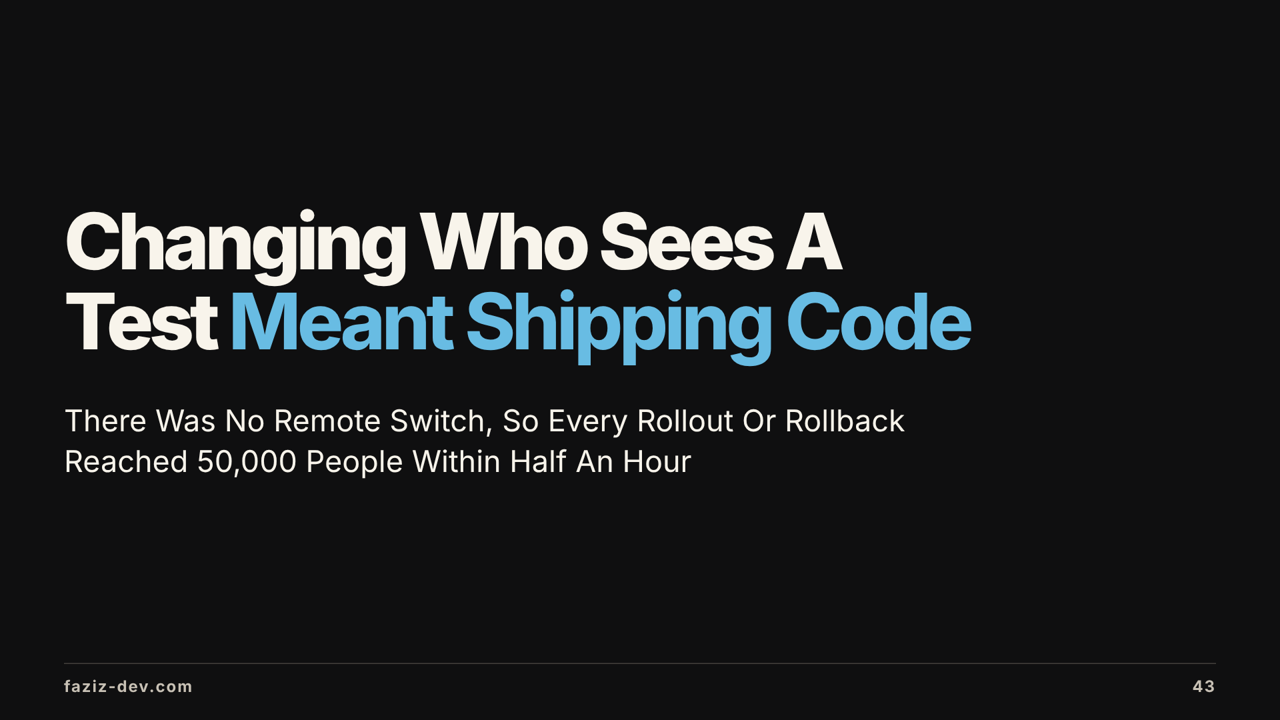 Changing Who Sees A
Test Meant Shipping Code
There Was No Remote Switch, So Every Rollout Or Rollback
Reached 50,000 People Within Half An Hour
faziz-dev.com
43